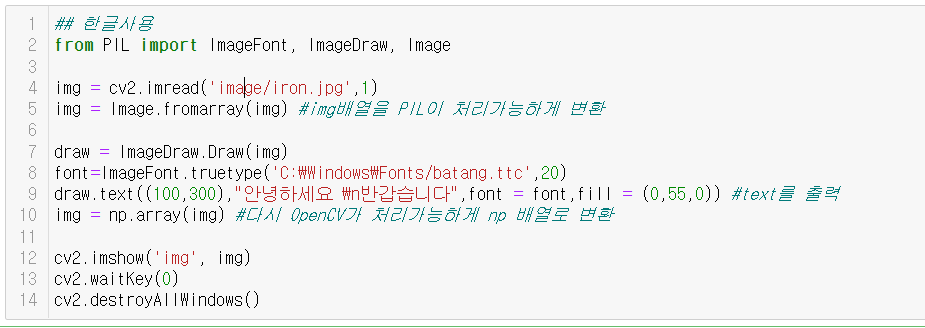 1 ## 한글사용
2 from PIL import ImageFont, ImageDraw, Image
3
4 img = cv2.imread('image/iron.jpg',1)
5 img = Image.fromarray(img) #img배열을 PIL이 처리가능하게 변환
6
7 draw = ImageDraw.Draw(img)
8 font=ImageFont.truetype('C:₩₩indows₩Fonts/batang.ttc',20)
9 draw.text((100,300),"안녕하세요 ₩n반갑습니다",font = font,fill = (0,55,0)) #text를 출력
10 img = np.array(img) #다시 OpenCV가 처리가능하게 np 배열로 변환
11
12 cv2.imshow('img', img)
13 cv2.waitKey(0)
14 cv2.destroyAllWindows()